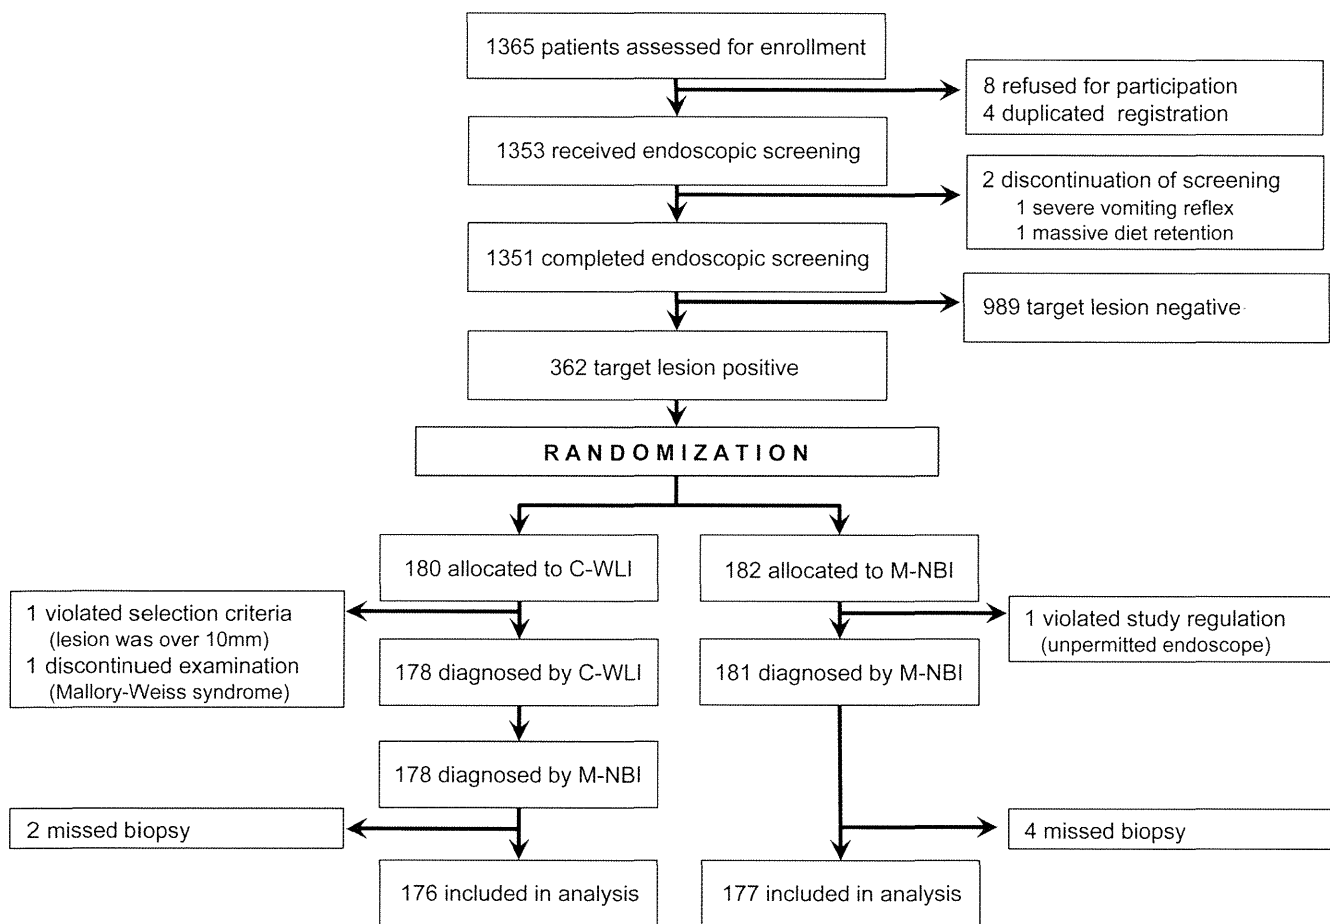 1365 patients assessed for enrollment
8 refused for participation
4 duplicated registration
1353 received endoscopic screening
2 discontinuation of screening
1 severe vomiting reflex
1 massive diet retention
1351 completed endoscopic screening
989 target lesion negative
362 target lesion positive
RANDOMIZATION
180 allocated to C-WLI
182 allocated to M-NBI
1 violated selection criteria
(lesion was over 10mm)
1 discontinued examination
(Mallory-Weiss syndrome)
1 violated study regulation
(unpermitted endoscope)
178 diagnosed by C-WLI
181 diagnosed by M-NBI
178 diagnosed by M-NBI
2 missed biopsy
4 missed biopsy
176 included in analysis
177 included in analysis